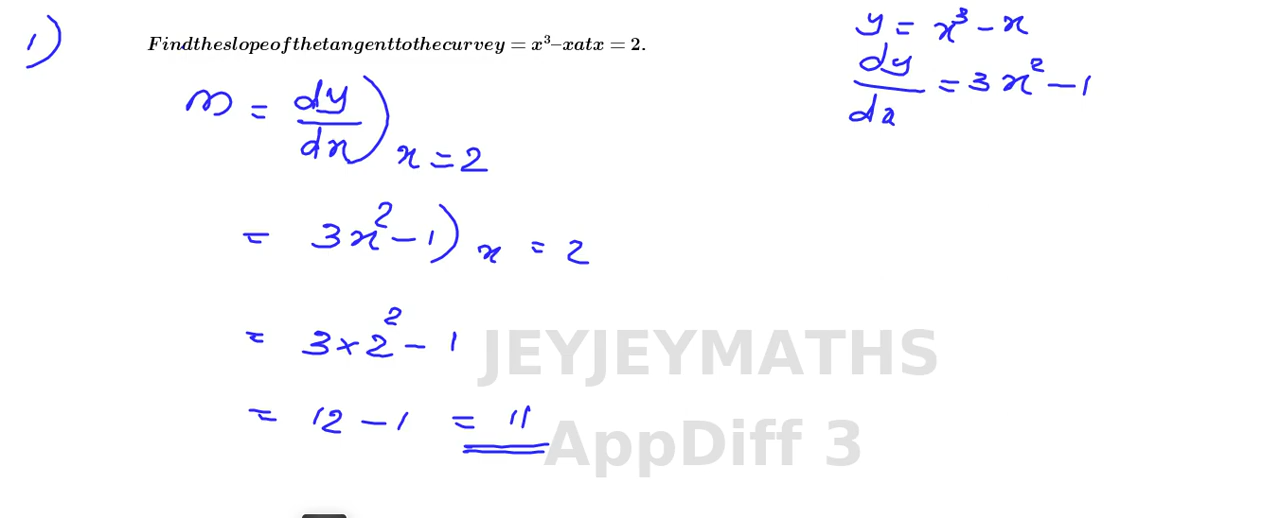 1)
Findtheslopeofthetangenttothecurvey = x³–xatx = 2.
y = x³ - x
dy/dx = 3x² - 1
m = dy/dx)x = 2
= 3x² - 1)x = 2
= 3 × 2² - 1
= 12 - 1 = 11
JEYJEYMATHS
AppDiff 3